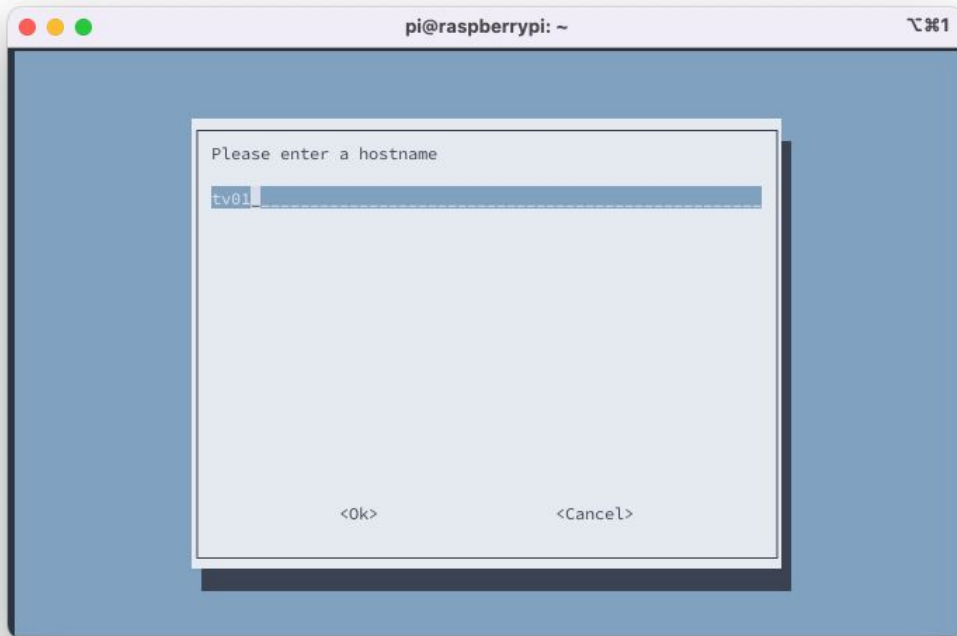 pi@raspberrypi: ~ ⌥⌘1
Please enter a hostname
tv01
<Ok> <Cancel>